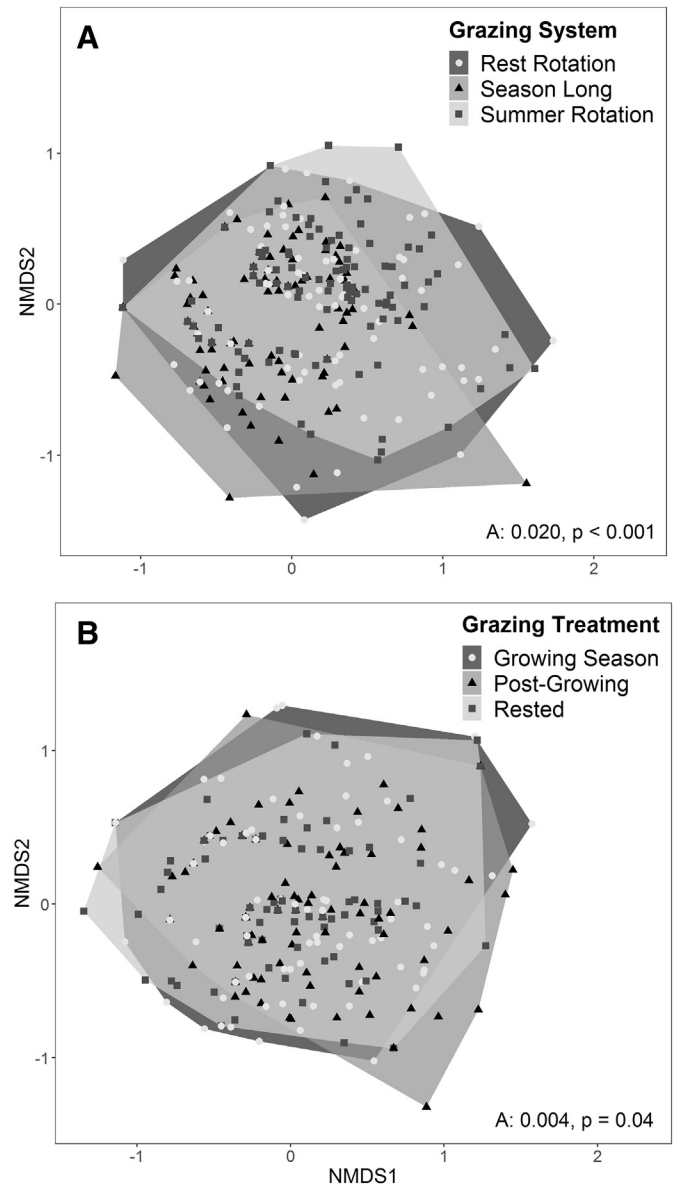 A
Grazing System
Rest Rotation
Season Long
Summer Rotation
1
0
-1
NMDS2
A: 0.020, p < 0.001
-1 0 1 2
B
Grazing Treatment
Growing Season
Post-Growing
Rested
1
0
-1
NMDS2
A: 0.004, p = 0.04
-1 0 1 2
NMDS1